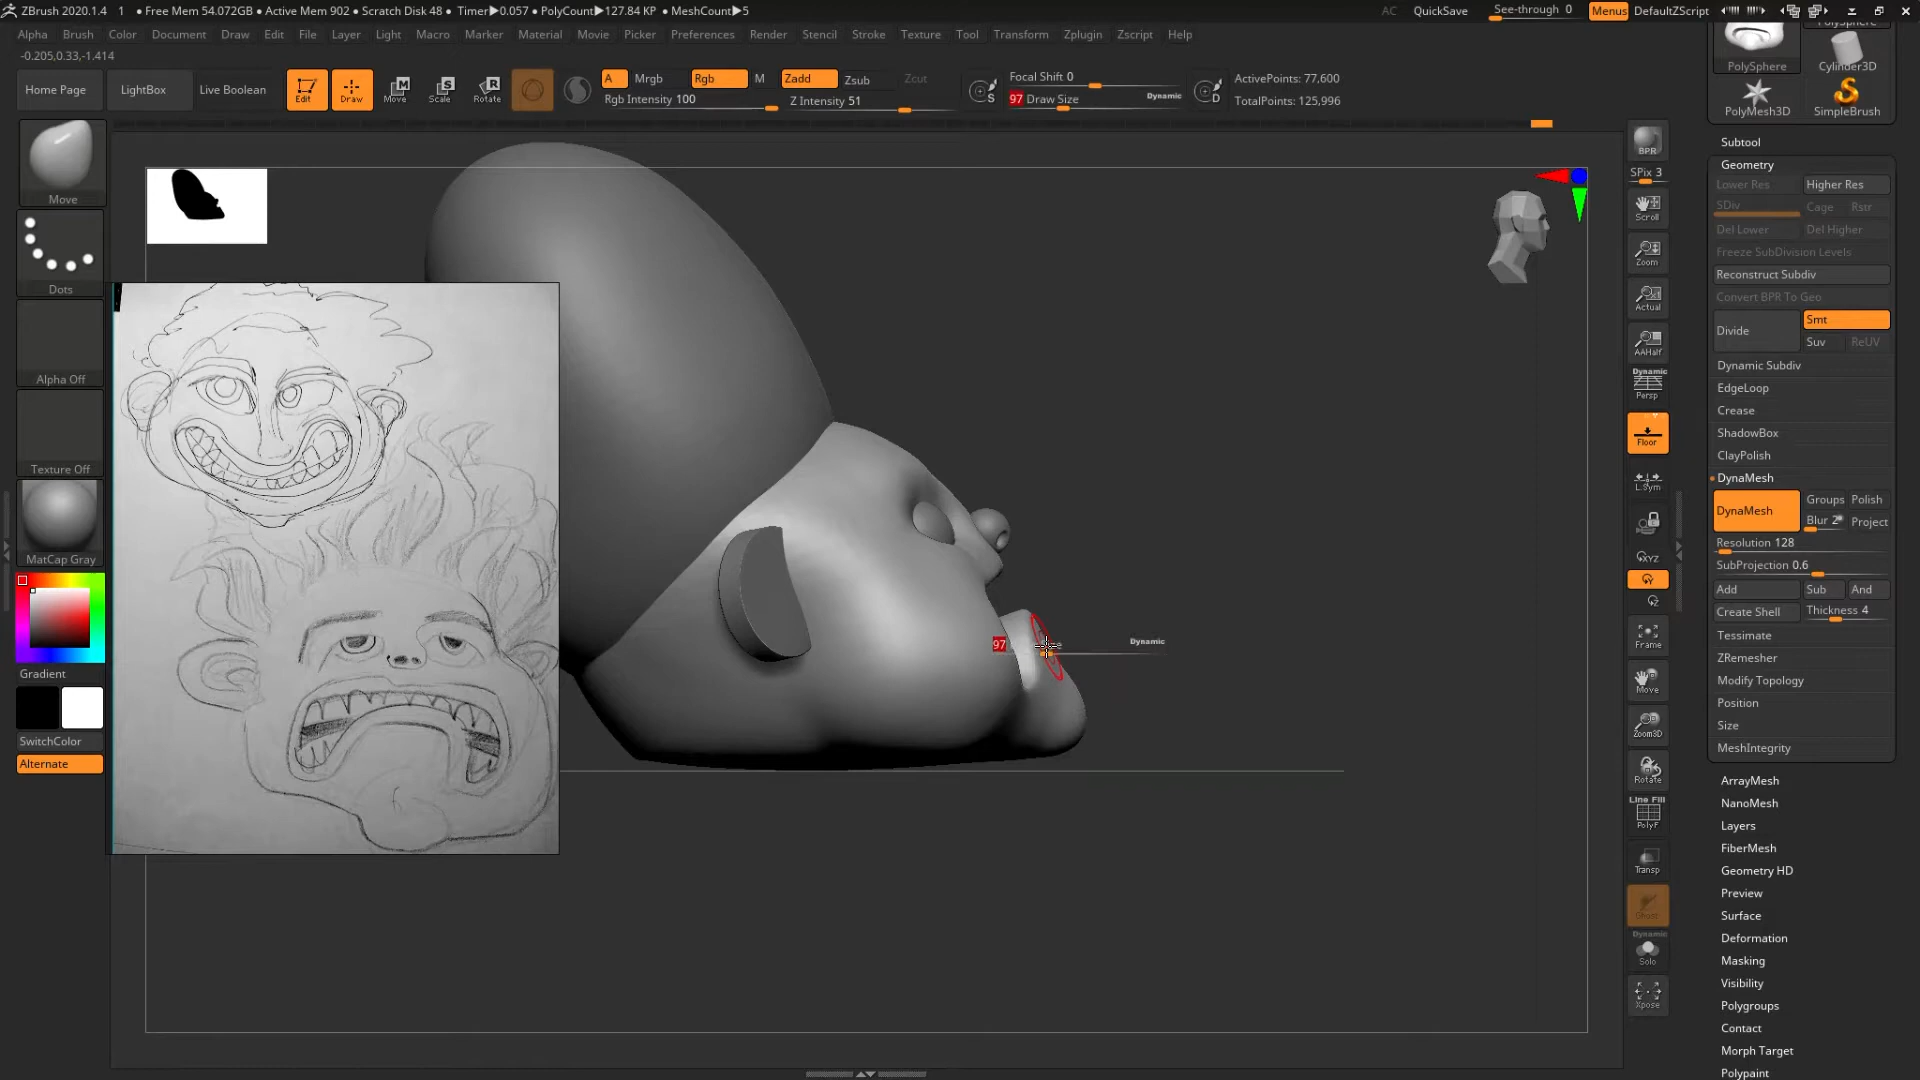 ZBrush 2020.1.4 1 • Free Mem 54.072GB • Active Mem 902 • Scratch Disk 48 • Timer▶0.057 • PolyCount▶127.84 KP • MeshCount▶5 AC QuickSave See-through 0 Menus DefaultZScript
Alpha Brush Color Document Draw Edit File Layer Light Macro Marker Material Movie Picker Preferences Render Stencil Stroke Texture Tool Transform Zplugin Zscript Help
-0.205,0.33,-1.414
Home Page LightBox Live Boolean Edit Draw Move Scale Rotate
A Mrgb Rgb M Zadd Zsub Zcut
Rgb Intensity 100 Z Intensity 51
S Focal Shift 0
97 Draw Size Dynamic D
ActivePoints: 77,600
TotalPoints: 125,996
Move
Dots
Alpha Off
Texture Off
MatCap Gray
Gradient
SwitchColor
Alternate
97 Dynamic
BPR
SPix 3
Scroll
Zoom
Actual
AAHalf
Dynamic
Persp
Floor
L.Sym
XYZ
Y
Z
Frame
Move
Zoom3D
Rotate
Line Fill
PolyF
Transp
Ghost
Dynamic
Solo
Xpose
PolySphere
PolySphere Cylinder3D
PolyMesh3D SimpleBrush
Subtool
Geometry
Lower Res Higher Res
SDiv Cage Rstr
Del Lower Del Higher
Freeze SubDivision Levels
Reconstruct Subdiv
Convert BPR To Geo
Divide Smt
Suv ReUV
Dynamic Subdiv
EdgeLoop
Crease
ShadowBox
ClayPolish
DynaMesh
DynaMesh Groups Polish
Blur 2 Project
Resolution 128
SubProjection 0.6
Add Sub And
Create Shell Thickness 4
Tessimate
ZRemesher
Modify Topology
Position
Size
MeshIntegrity
ArrayMesh
NanoMesh
Layers
FiberMesh
Geometry HD
Preview
Surface
Deformation
Masking
Visibility
Polygroups
Contact
Morph Target
Polypaint